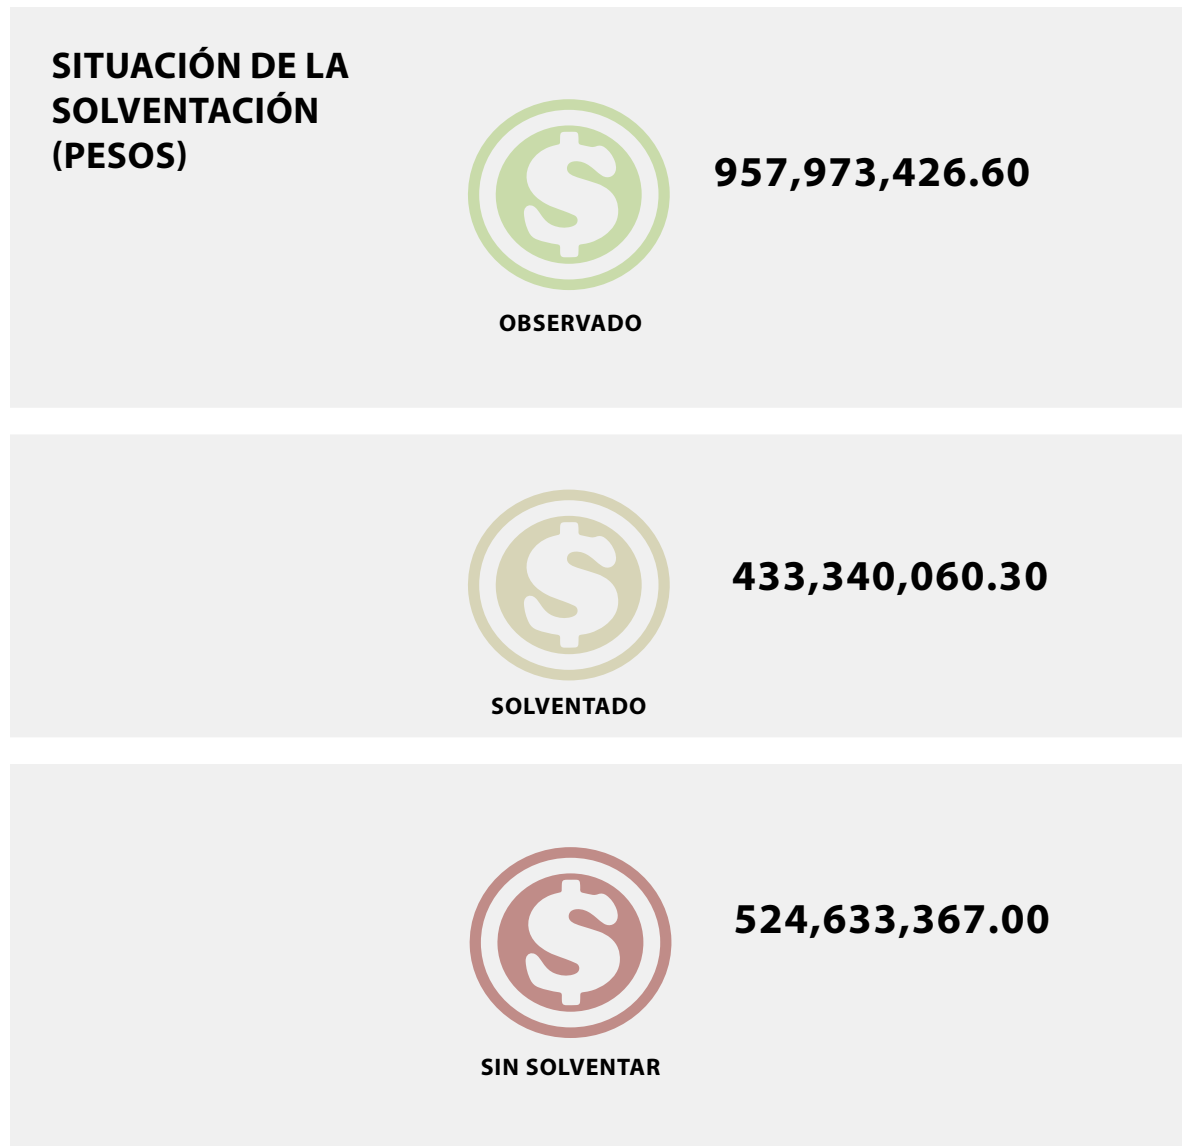 SITUACIÓN DE LA
SOLVENTACIÓN
(PESOS)
957,973,426.60
OBSERVADO
433,340,060.30
SOLVENTADO
524,633,367.00
SIN SOLVENTAR